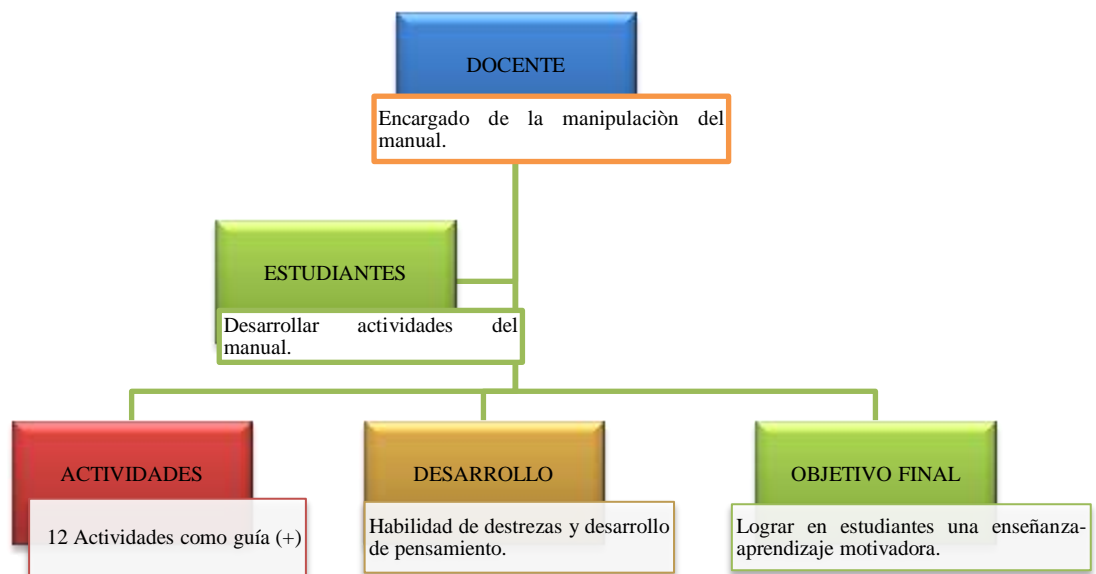 DOCENTE
Encargado de la manipulaciòn del
manual.
ESTUDIANTES
Desarrollar actividades del
manual.
ACTIVIDADES
12 Actividades como guía (+)
DESARROLLO
Habilidad de destrezas y desarrollo
de pensamiento.
OBJETIVO FINAL
Lograr en estudiantes una enseñanza-
aprendizaje motivadora.